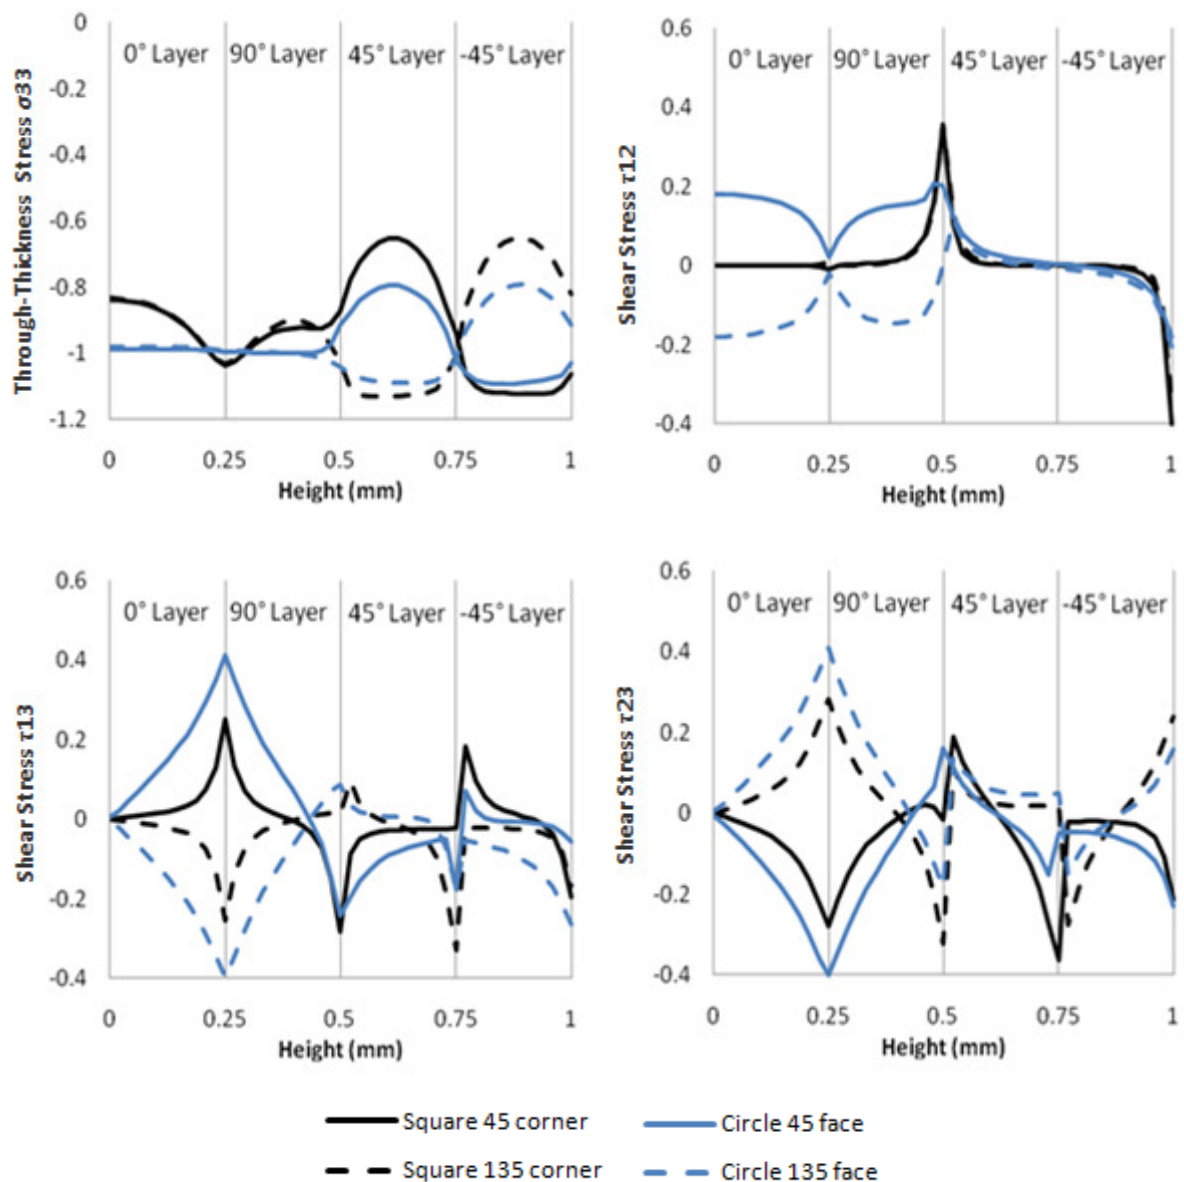 0
0° Layer 90° Layer 45° Layer -45° Layer
-0.2
-0.4
-0.6
-0.8
-1
-1.2
Through-Thickness Stress σ33
0 0.25 0.5 0.75 1
Height (mm)
0.6
0° Layer 90° Layer 45° Layer -45° Layer
0.4
0.2
0
-0.2
-0.4
Shear Stress τ12
0 0.25 0.5 0.75 1
Height (mm)
0.6
0° Layer 90° Layer 45° Layer -45° Layer
0.4
0.2
0
-0.2
-0.4
Shear Stress τ13
0 0.25 0.5 0.75 1
Height (mm)
0.6
0° Layer 90° Layer 45° Layer -45° Layer
0.4
0.2
0
-0.2
-0.4
Shear Stress τ23
0 0.25 0.5 0.75 1
Height (mm)
Square 45 corner Circle 45 face
Square 135 corner Circle 135 face